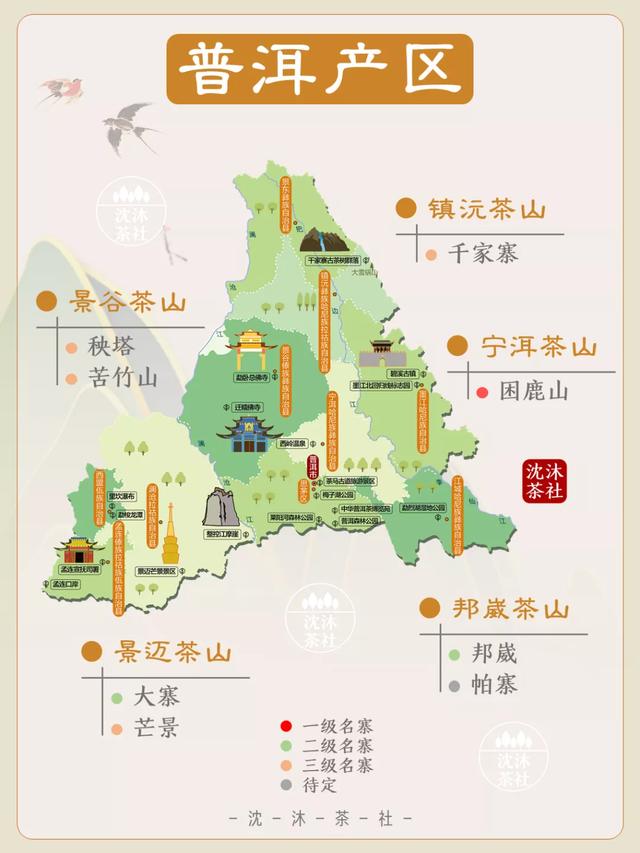 普洱产区
沈沐
茶社
镇沅茶山
千家寨
景谷茶山
秧塔
苦竹山
宁洱茶山
困鹿山
沈沐
茶社
景东彝族自治县
千家寨古茶树群落
大雪锅山
镇沅彝族哈尼族拉祜族自治县
景谷傣族彝族自治县
勐卧总佛寺
迁糯佛寺
碧溪古镇
墨江北回归线标志园
墨江哈尼族自治县
宁洱哈尼族彝族自治县
西岭温泉
普洱市
思茅区
茶马古道旅游景区
梅子湖公园
中华普洱茶博览苑
莱阳河森林公园
普洱森林公园
江城哈尼族彝族自治县
勐烈湖湿地公园
西盟佤族自治县
里坎瀑布
勐梭龙潭
澜沧拉祜族自治县
孟连傣族拉祜族佤族自治县
孟连宣抚司署
孟连口岸
景迈芒景景区
整控江摩崖
沈沐
茶社
景迈茶山
大寨
芒景
邦崴茶山
邦崴
帕赛
一级名寨
二级名寨
三级名寨
待定
沈沐
茶社
-沈-沐-茶-社-